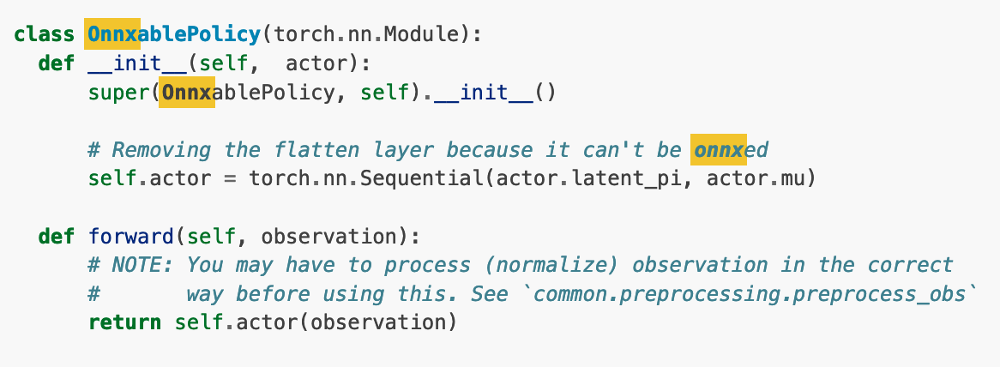 class OnnxablePolicy(torch.nn.Module):
  def __init__(self,  actor):
      super(OnnxablePolicy, self).__init__()
      # Removing the flatten layer because it can't be onnxed
      self.actor = torch.nn.Sequential(actor.latent_pi, actor.mu)
  def forward(self, observation):
      # NOTE: You may have to process (normalize) observation in the correct
      #       way before using this. See `common.preprocessing.preprocess_obs`
      return self.actor(observation)